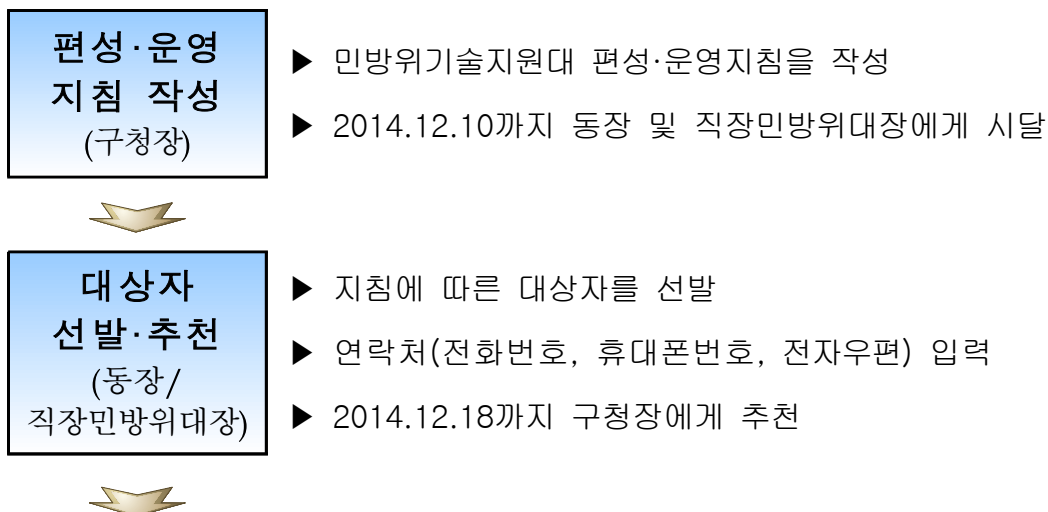 편성·운영
지침 작성
(구청장)
▶ 민방위기술지원대 편성·운영지침을 작성
▶ 2014.12.10까지 동장 및 직장민방위대장에게 시달
대상자
선발·추천
(동장/
직장민방위대장)
▶ 지침에 따른 대상자를 선발
▶ 연락처(전화번호, 휴대폰번호, 전자우편) 입력
▶ 2014.12.18까지 구청장에게 추천